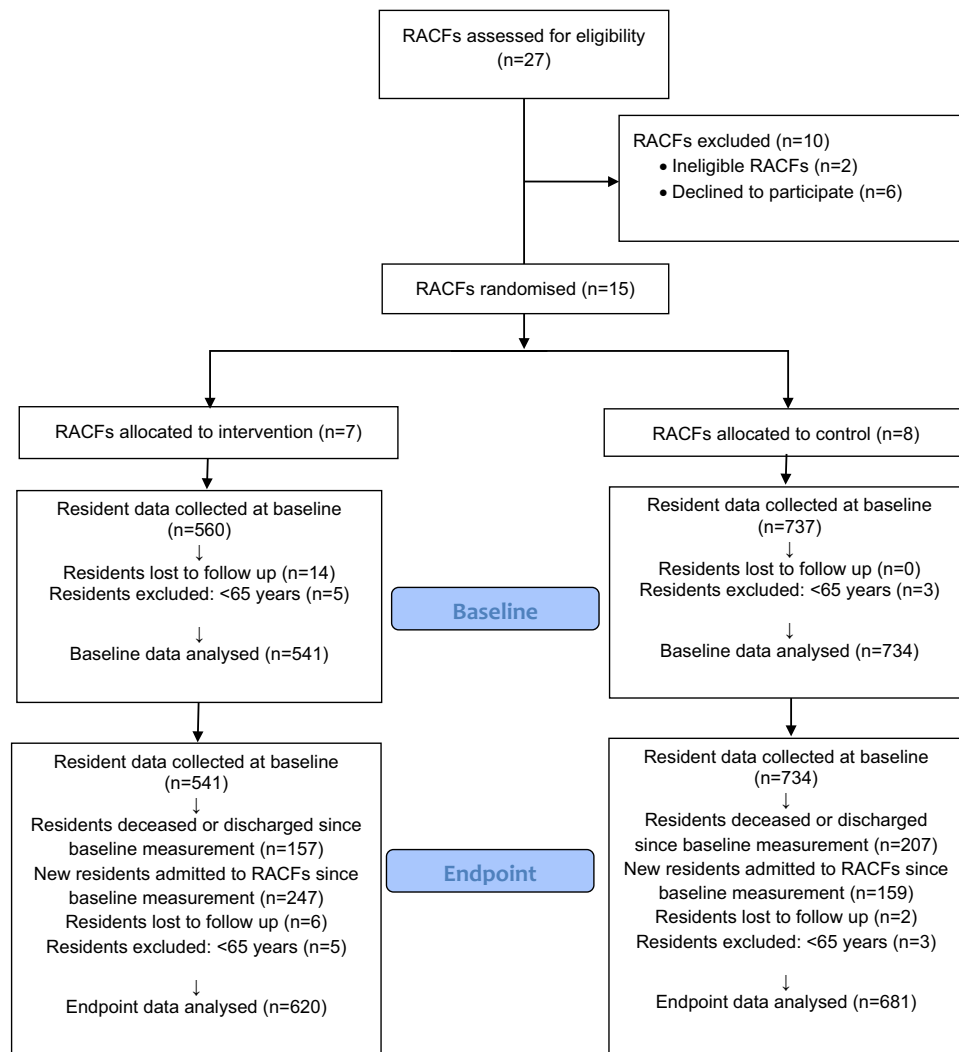 RACFs assessed for eligibility
(n=27)
RACFs excluded (n=10)
• Ineligible RACFs (n=2)
• Declined to participate (n=6)
RACFs randomised (n=15)
RACFs allocated to intervention (n=7)
RACFs allocated to control (n=8)
Resident data collected at baseline
(n=560)
↓
Residents lost to follow up (n=14)
Residents excluded: <65 years (n=5)
↓
Baseline data analysed (n=541)
Baseline
Resident data collected at baseline
(n=737)
↓
Residents lost to follow up (n=0)
Residents excluded: <65 years (n=3)
↓
Baseline data analysed (n=734)
Resident data collected at baseline
(n=541)
↓
Residents deceased or discharged since
baseline measurement (n=157)
New residents admitted to RACFs since
baseline measurement (n=247)
Residents lost to follow up (n=6)
Residents excluded: <65 years (n=5)
↓
Endpoint data analysed (n=620)
Endpoint
Resident data collected at baseline
(n=734)
↓
Residents deceased or discharged
since baseline measurement (n=207)
New residents admitted to RACFs since
baseline measurement (n=159)
Residents lost to follow up (n=2)
Residents excluded: <65 years (n=3)
↓
Endpoint data analysed (n=681)